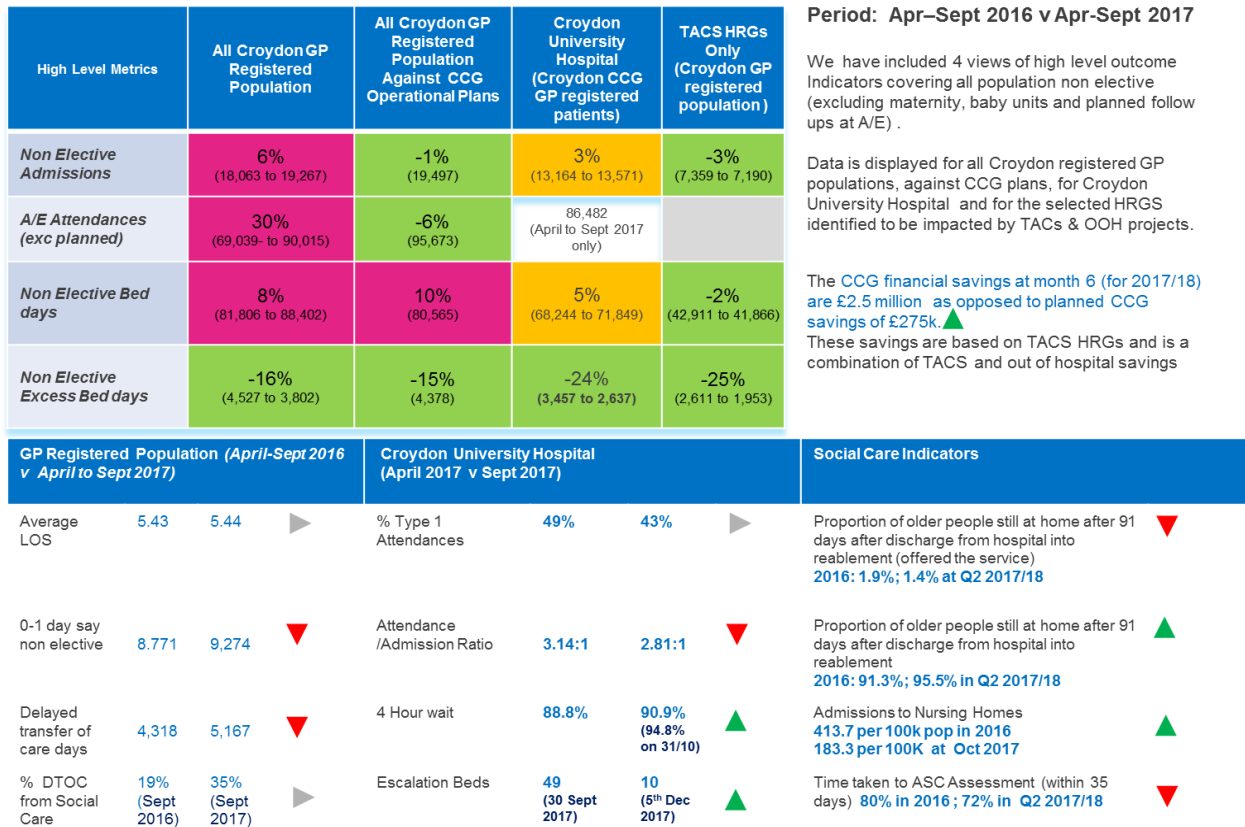 High Level Metrics
All Croydon GP
Registered
Population
All Croydon GP
Registered
Population
Against CCG
Operational Plans
Croydon
University
Hospital
(Croydon CCG
GP registered
patients)
TACS HRGs
Only
(Croydon GP
registered
population )
Non Elective
Admissions
6%
(18,063 to 19,267)
-1%
(19,497)
3%
(13,164 to 13,571)
-3%
(7,359 to 7,190)
A/E Attendances
(exc planned)
30%
(69,039- to 90,015)
-6%
(95,673)
86,482
(April to Sept 2017
only)
Non Elective Bed
days
8%
(81,806 to 88,402)
10%
(80,565)
5%
(68,244 to 71,849)
-2%
(42,911 to 41,866)
Non Elective
Excess Bed days
-16%
(4,527 to 3,802)
-15%
(4,378)
-24%
(3,457 to 2,637)
-25%
(2,611 to 1,953)
Period: Apr–Sept 2016 v Apr-Sept 2017
We have included 4 views of high level outcome
Indicators covering all population non elective
(excluding maternity, baby units and planned follow
ups at A/E) .
Data is displayed for all Croydon registered GP
populations, against CCG plans, for Croydon
University Hospital and for the selected HRGS
identified to be impacted by TACs & OOH projects.
The CCG financial savings at month 6 (for 2017/18)
are £2.5 million as opposed to planned CCG
savings of £275k.
These savings are based on TACS HRGs and is a
combination of TACS and out of hospital savings
GP Registered Population (April-Sept 2016
v April to Sept 2017)
Average
LOS
5.43
5.44
0-1 day say
non elective
8.771
9,274
Delayed
transfer of
care days
4,318
5,167
% DTOC
from Social
Care
19%
(Sept
2016)
35%
(Sept
2017)
Croydon University Hospital
(April 2017 v Sept 2017)
% Type 1
Attendances
49%
43%
Attendance
/Admission Ratio
3.14:1
2.81:1
4 Hour wait
88.8%
90.9%
(94.8%
on 31/10)
Escalation Beds
49
(30 Sept
2017)
10
(5th Dec
2017)
Social Care Indicators
Proportion of older people still at home after 91
days after discharge from hospital into
reablement (offered the service)
2016: 1.9%; 1.4% at Q2 2017/18
Proportion of older people still at home after 91
days after discharge from hospital into
reablement
2016: 91.3%; 95.5% in Q2 2017/18
Admissions to Nursing Homes
413.7 per 100k pop in 2016
183.3 per 100K at Oct 2017
Time taken to ASC Assessment (within 35
days) 80% in 2016 ; 72% in Q2 2017/18